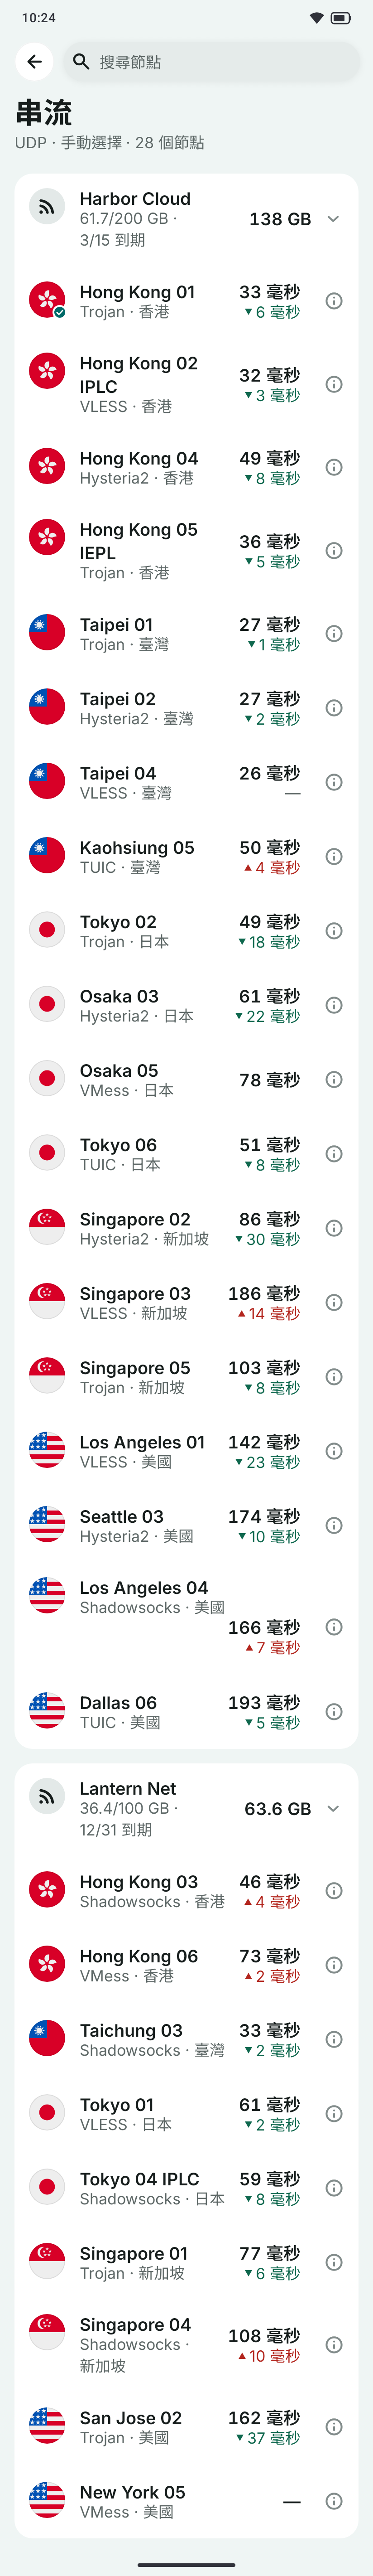 10:24
搜尋節點
串流
UDP · 手動選擇 · 28 個節點
Harbor Cloud
61.7/200 GB ·
3/15 到期
138 GB
Hong Kong 01
Trojan · 香港
33 毫秒
▼6 毫秒
Hong Kong 02
IPLC
VLESS · 香港
32 毫秒
▼3 毫秒
Hong Kong 04
Hysteria2 · 香港
49 毫秒
▼8 毫秒
Hong Kong 05
IEPL
Trojan · 香港
36 毫秒
▼5 毫秒
Taipei 01
Trojan · 臺灣
27 毫秒
▼1 毫秒
Taipei 02
Hysteria2 · 臺灣
27 毫秒
▼2 毫秒
Taipei 04
VLESS · 臺灣
26 毫秒
—
Kaohsiung 05
TUIC · 臺灣
50 毫秒
▲4 毫秒
Tokyo 02
Trojan · 日本
49 毫秒
▼18 毫秒
Osaka 03
Hysteria2 · 日本
61 毫秒
▼22 毫秒
Osaka 05
VMess · 日本
78 毫秒
Tokyo 06
TUIC · 日本
51 毫秒
▼8 毫秒
Singapore 02
Hysteria2 · 新加坡
86 毫秒
▼30 毫秒
Singapore 03
VLESS · 新加坡
186 毫秒
▲14 毫秒
Singapore 05
Trojan · 新加坡
103 毫秒
▼8 毫秒
Los Angeles 01
VLESS · 美國
142 毫秒
▼23 毫秒
Seattle 03
Hysteria2 · 美國
174 毫秒
▼10 毫秒
Los Angeles 04
Shadowsocks · 美國
166 毫秒
▲7 毫秒
Dallas 06
TUIC · 美國
193 毫秒
▼5 毫秒
Lantern Net
36.4/100 GB ·
12/31 到期
63.6 GB
Hong Kong 03
Shadowsocks · 香港
46 毫秒
▲4 毫秒
Hong Kong 06
VMess · 香港
73 毫秒
▲2 毫秒
Taichung 03
Shadowsocks · 臺灣
33 毫秒
▼2 毫秒
Tokyo 01
VLESS · 日本
61 毫秒
▼2 毫秒
Tokyo 04 IPLC
Shadowsocks · 日本
59 毫秒
▼8 毫秒
Singapore 01
Trojan · 新加坡
77 毫秒
▼6 毫秒
Singapore 04
Shadowsocks ·
新加坡
108 毫秒
▲10 毫秒
San Jose 02
Trojan · 美國
162 毫秒
▼37 毫秒
New York 05
VMess · 美國
—